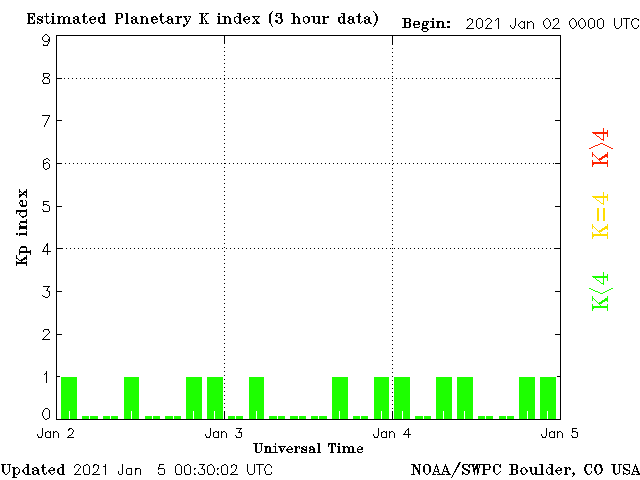 Estimated Planetary K index (3 hour data) Begin: 2021 Jan 02 0000 UTC
9
8
7
6
5
4
3
2
1
0
Kp index
K>4
K=4
K<4
Jan 2 Jan 3 Jan 4 Jan 5
Universal Time
Updated 2021 Jan 5 00:30:02 UTC NOAA/SWPC Boulder, CO USA